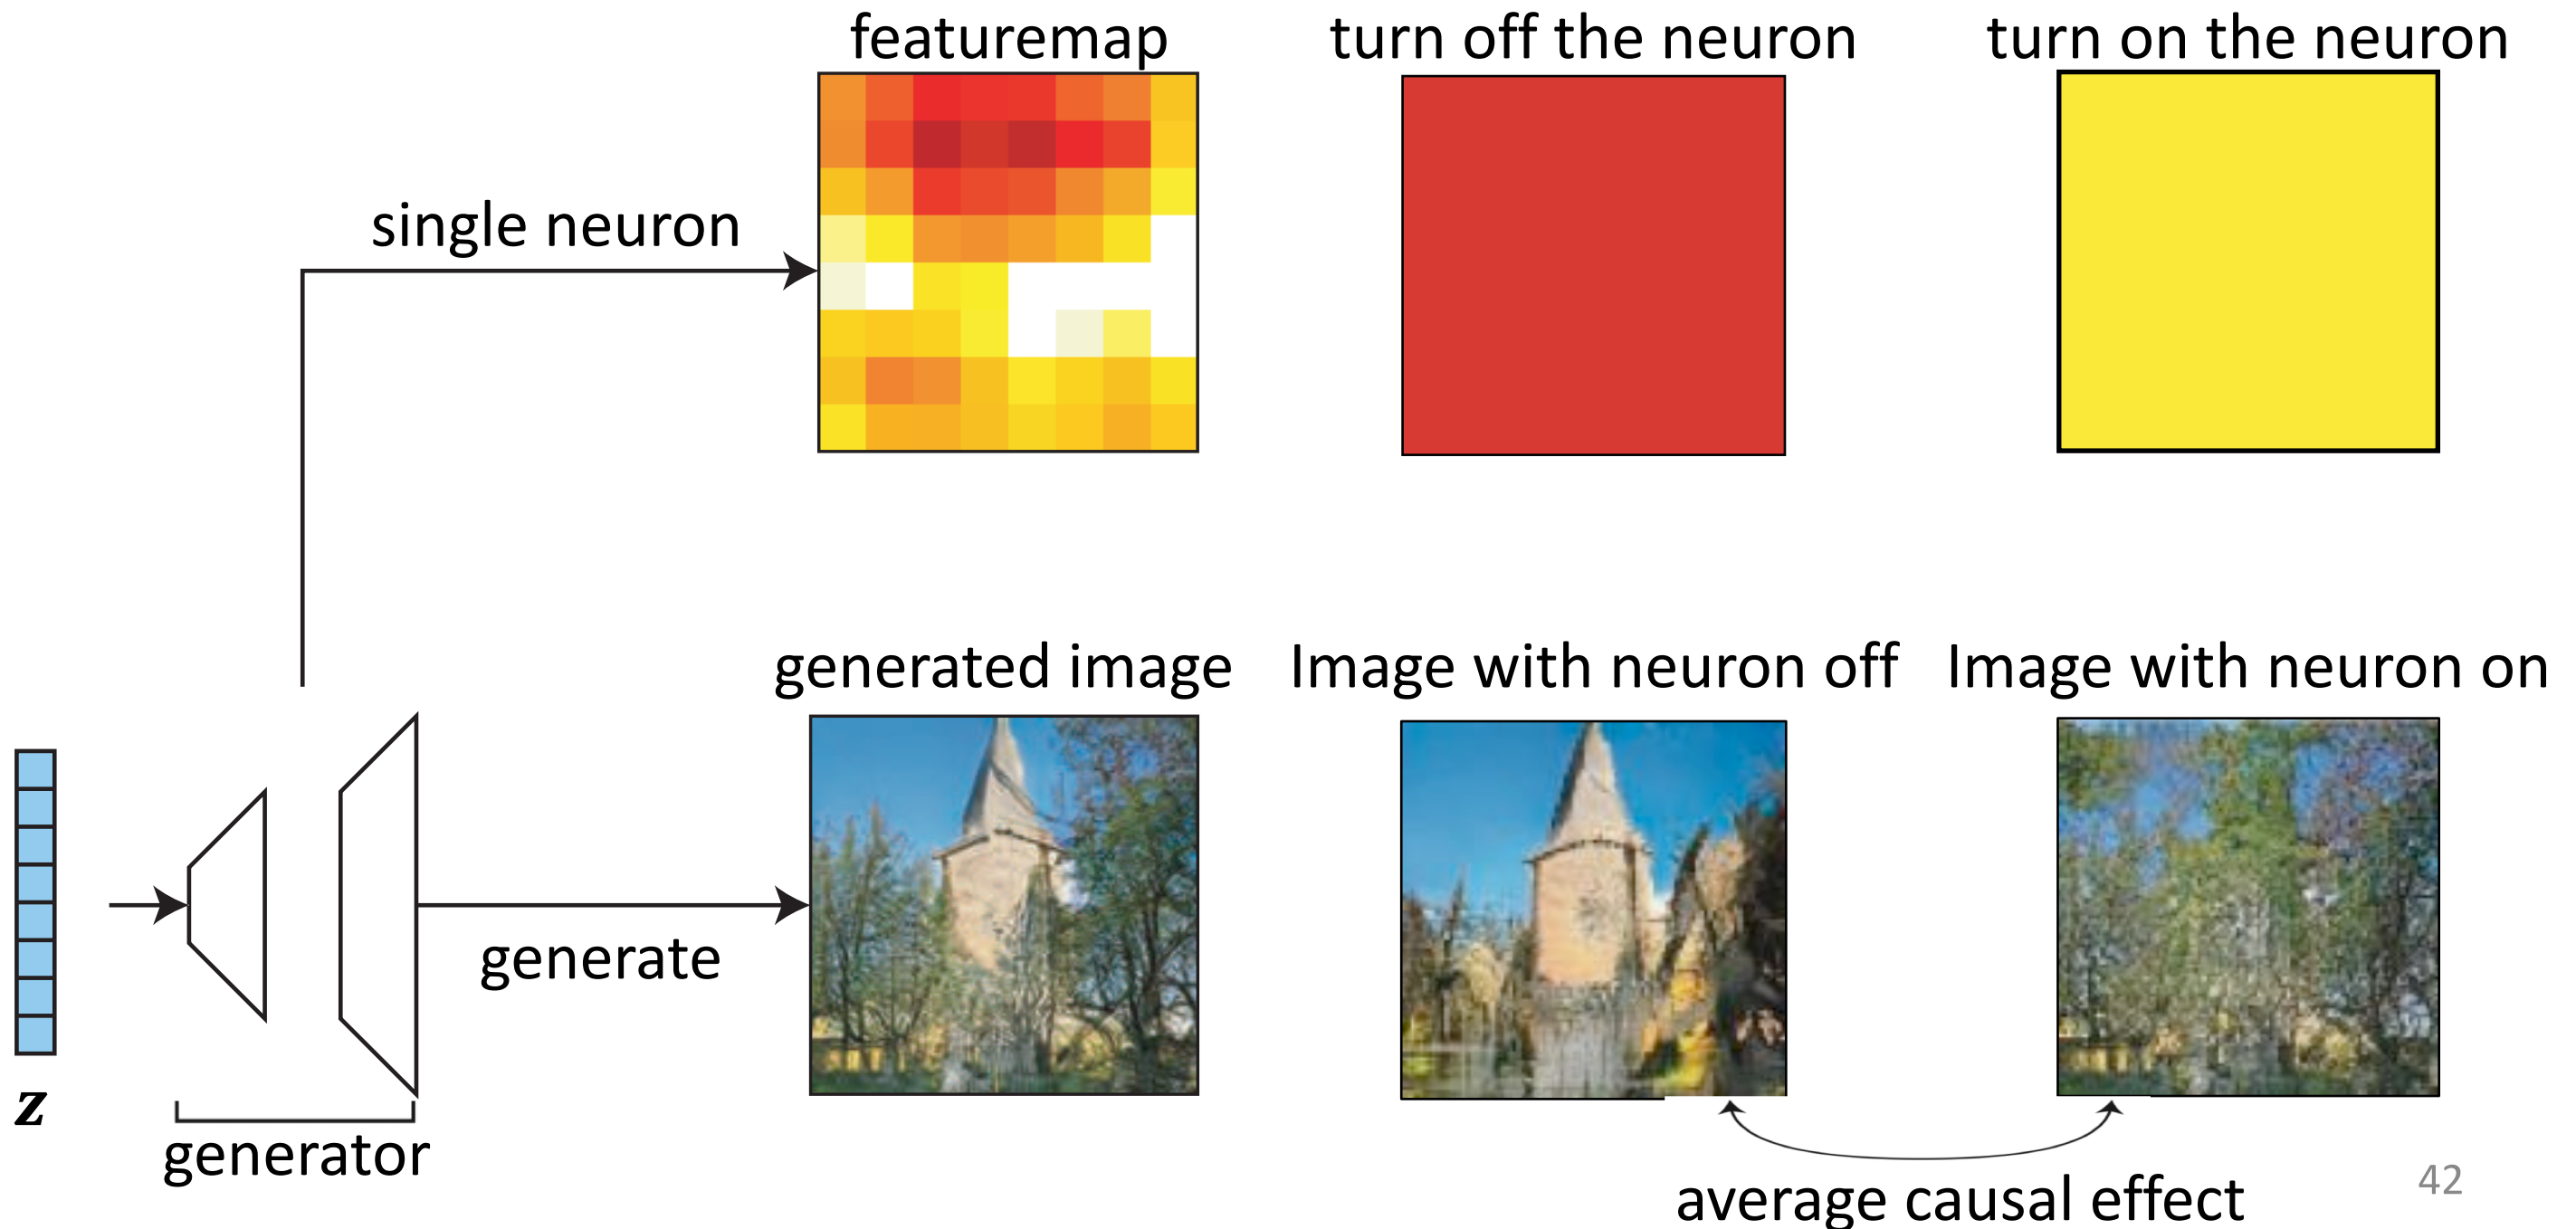 featuremap
turn off the neuron
turn on the neuron
single neuron
generated image
Image with neuron off
Image with neuron on
generate
z
generator
average causal effect
42